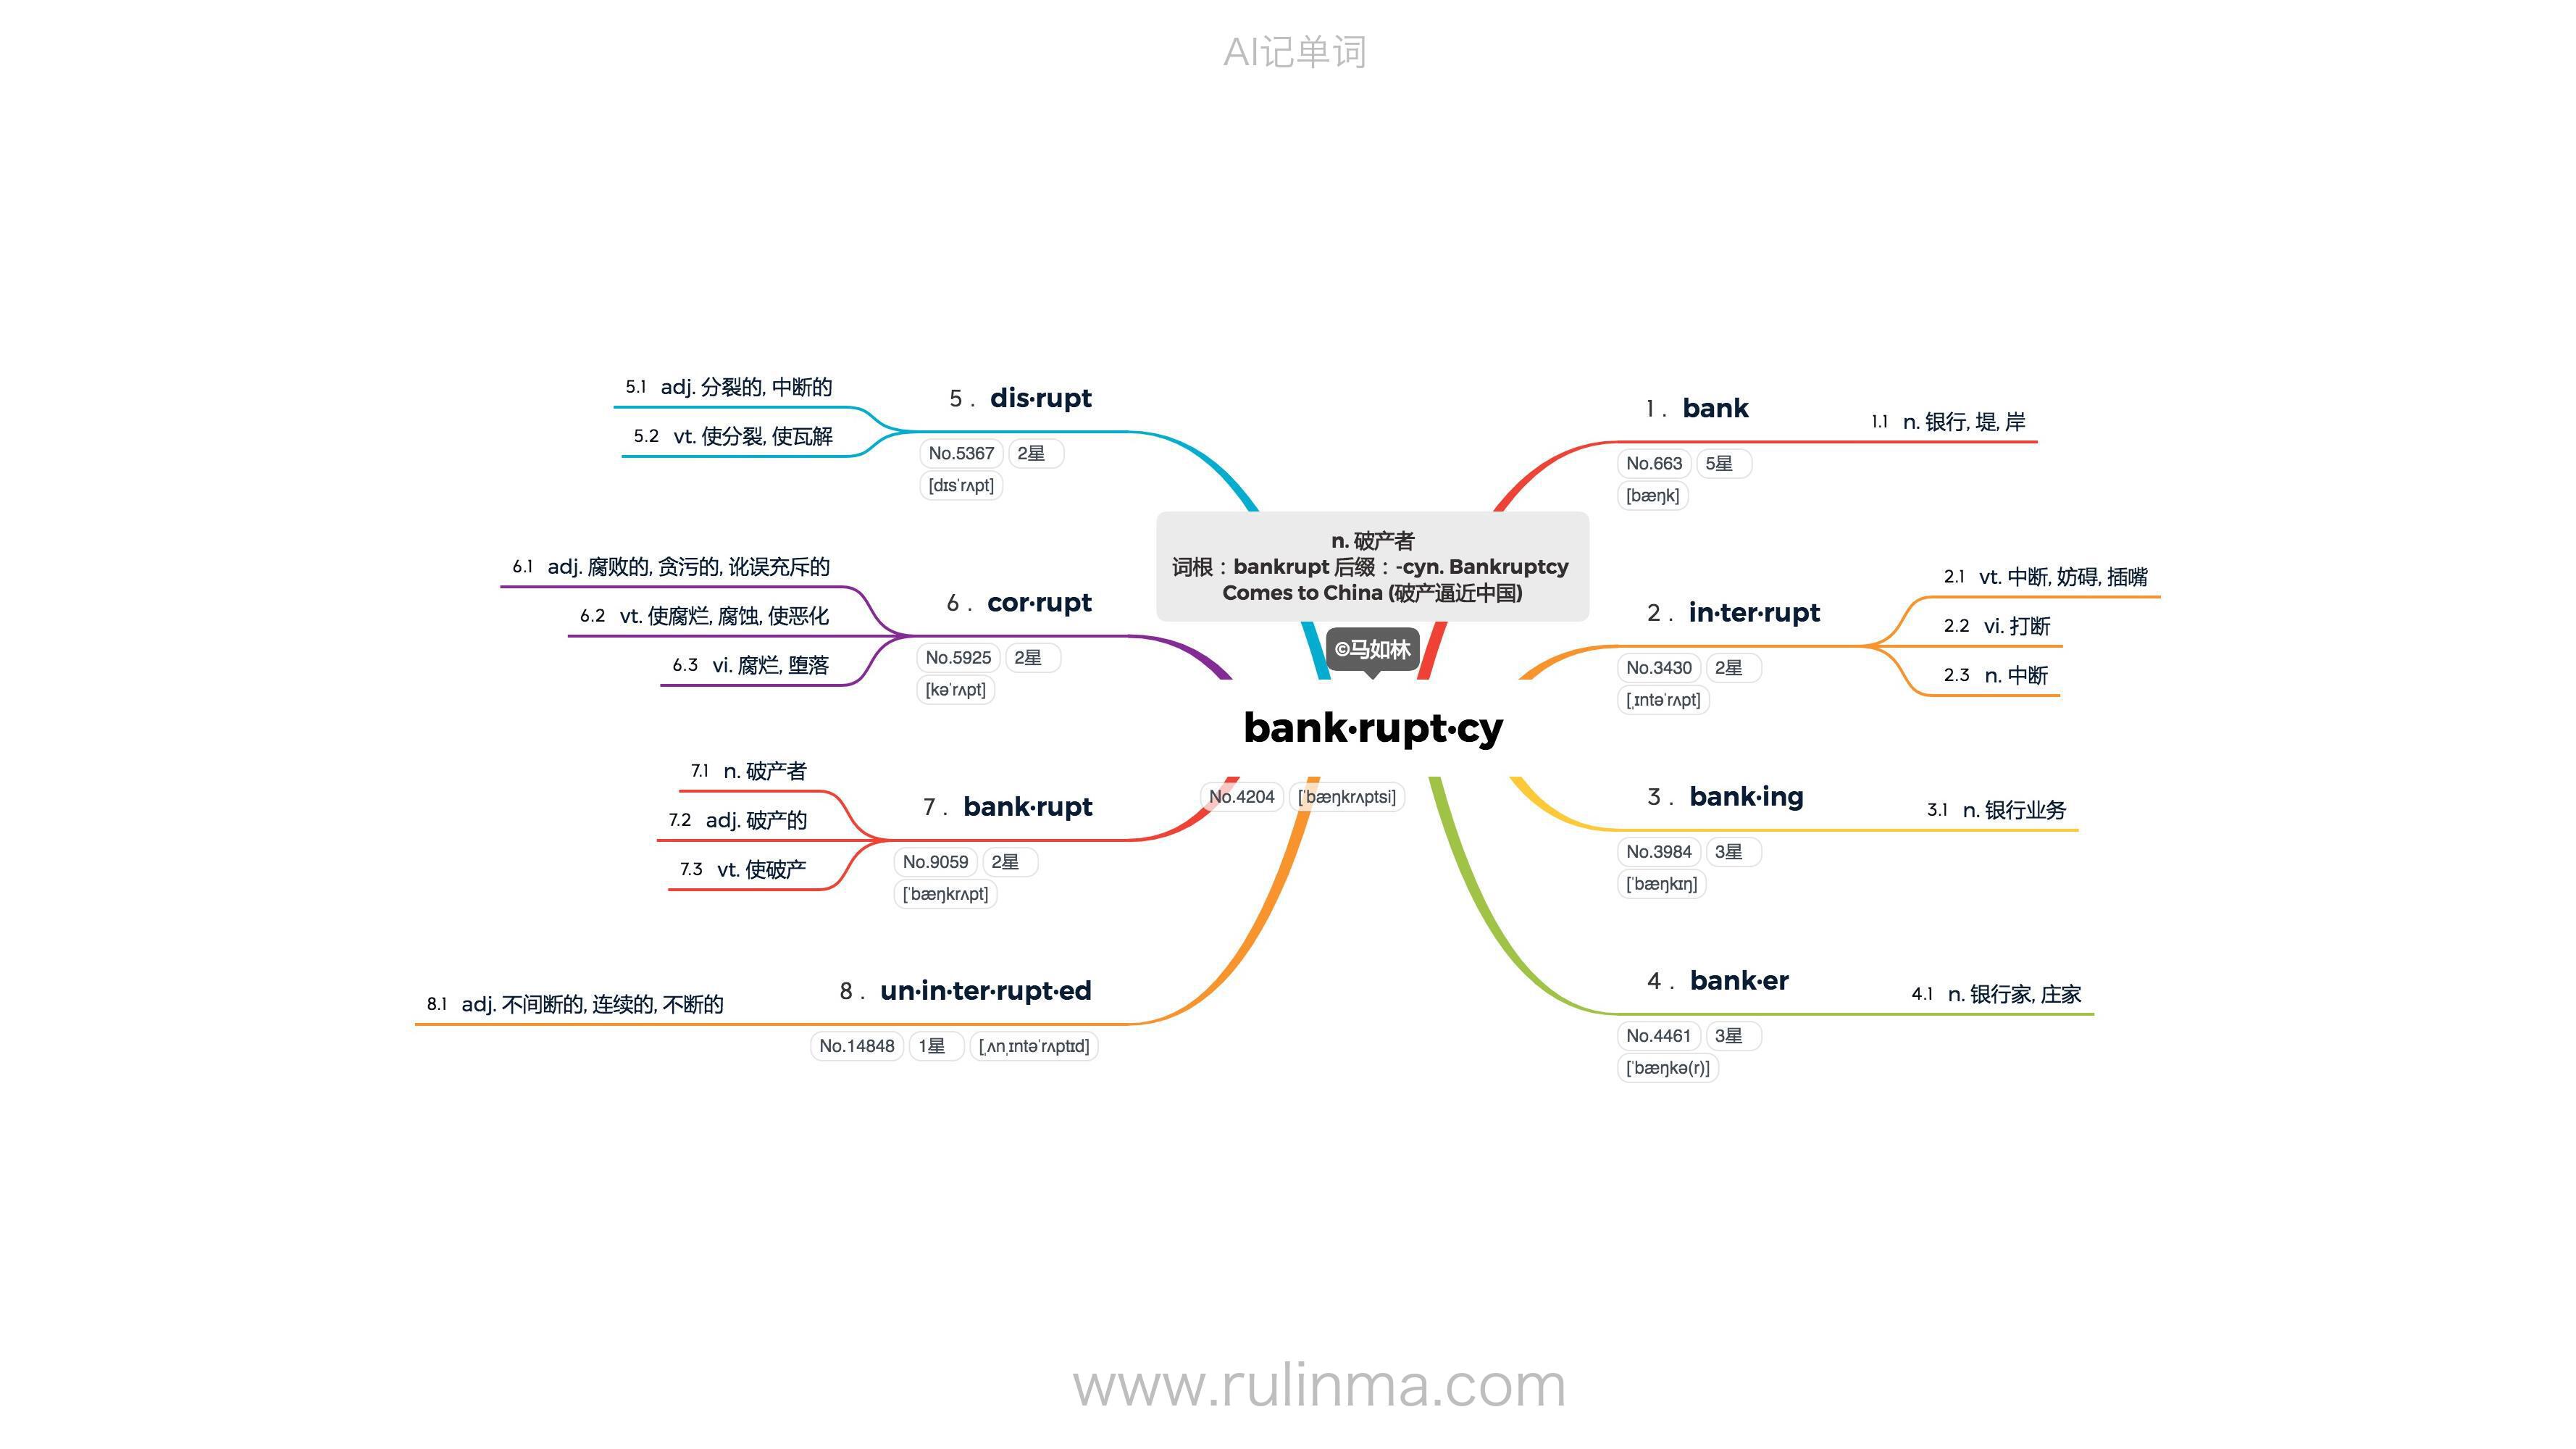 AI记单词
n. 破产者
词根：bankrupt 后缀：-cyn. Bankruptcy
Comes to China (破产逼近中国)
©马如林
bank·rupt·cy
No.4204 [ˈbæŋkrʌptsi]
1 . bank
No.663 5星
[bæŋk]
1.1 n. 银行, 堤, 岸
2 . in·ter·rupt
No.3430 2星
[ˌɪntəˈrʌpt]
2.1 vt. 中断, 妨碍, 插嘴
2.2 vi. 打断
2.3 n. 中断
3 . bank·ing
No.3984 3星
[ˈbæŋkɪŋ]
3.1 n. 银行业务
4 . bank·er
No.4461 3星
[ˈbæŋkə(r)]
4.1 n. 银行家, 庄家
5 . dis·rupt
No.5367 2星
[dɪsˈrʌpt]
5.1 adj. 分裂的, 中断的
5.2 vt. 使分裂, 使瓦解
6 . cor·rupt
No.5925 2星
[kəˈrʌpt]
6.1 adj. 腐败的, 贪污的, 讹误充斥的
6.2 vt. 使腐烂, 腐蚀, 使恶化
6.3 vi. 腐烂, 堕落
7 . bank·rupt
No.9059 2星
[ˈbæŋkrʌpt]
7.1 n. 破产者
7.2 adj. 破产的
7.3 vt. 使破产
8 . un·in·ter·rupt·ed
No.14848 1星 [ˌʌnˌɪntəˈrʌptɪd]
8.1 adj. 不间断的, 连续的, 不断的
www.rulinma.com